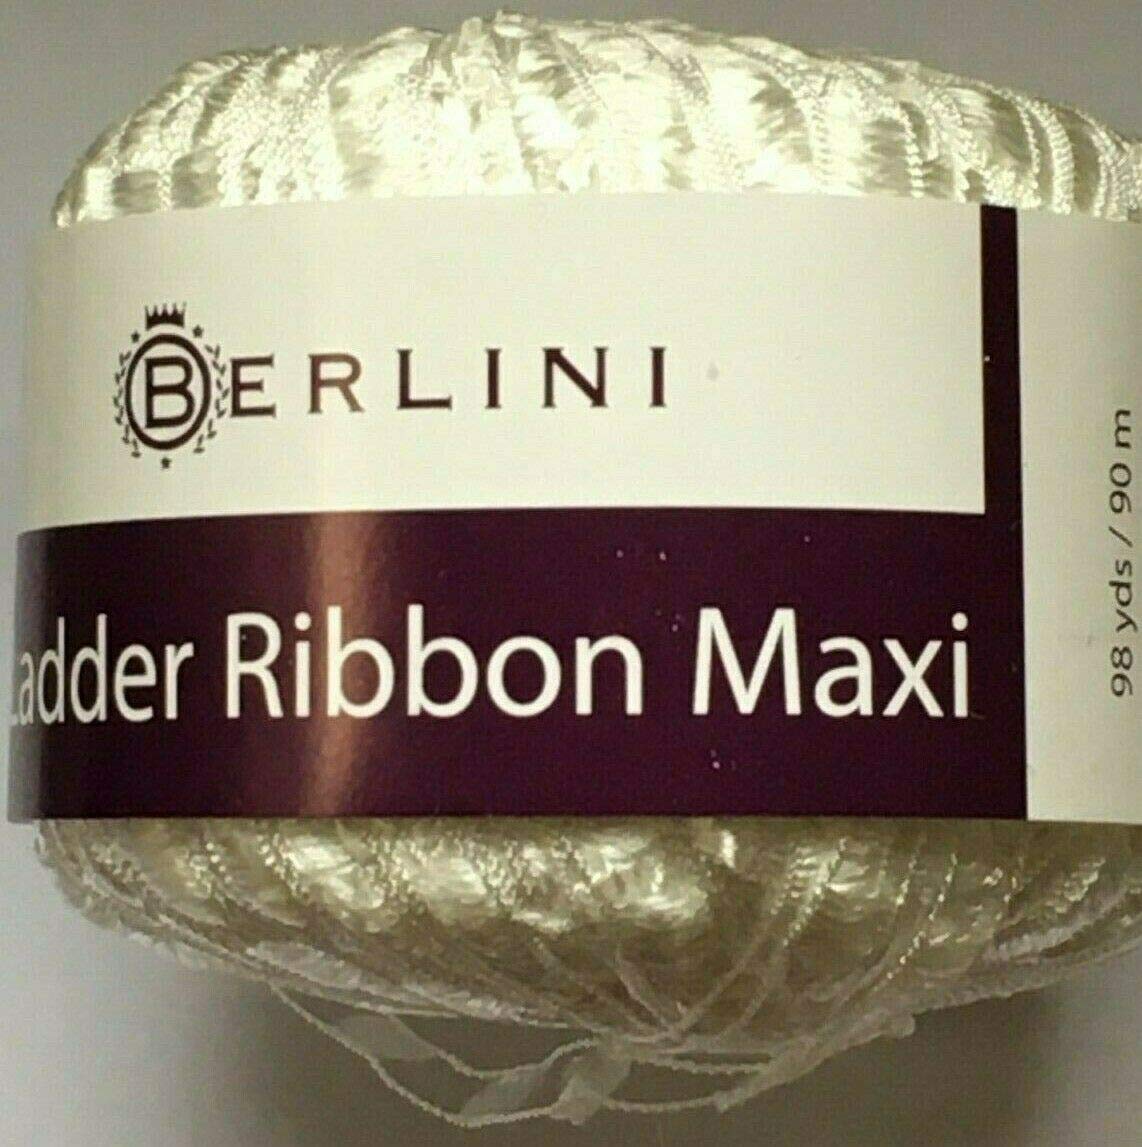 BERLINI
Ladder Ribbon Maxi
98 yds / 90 m